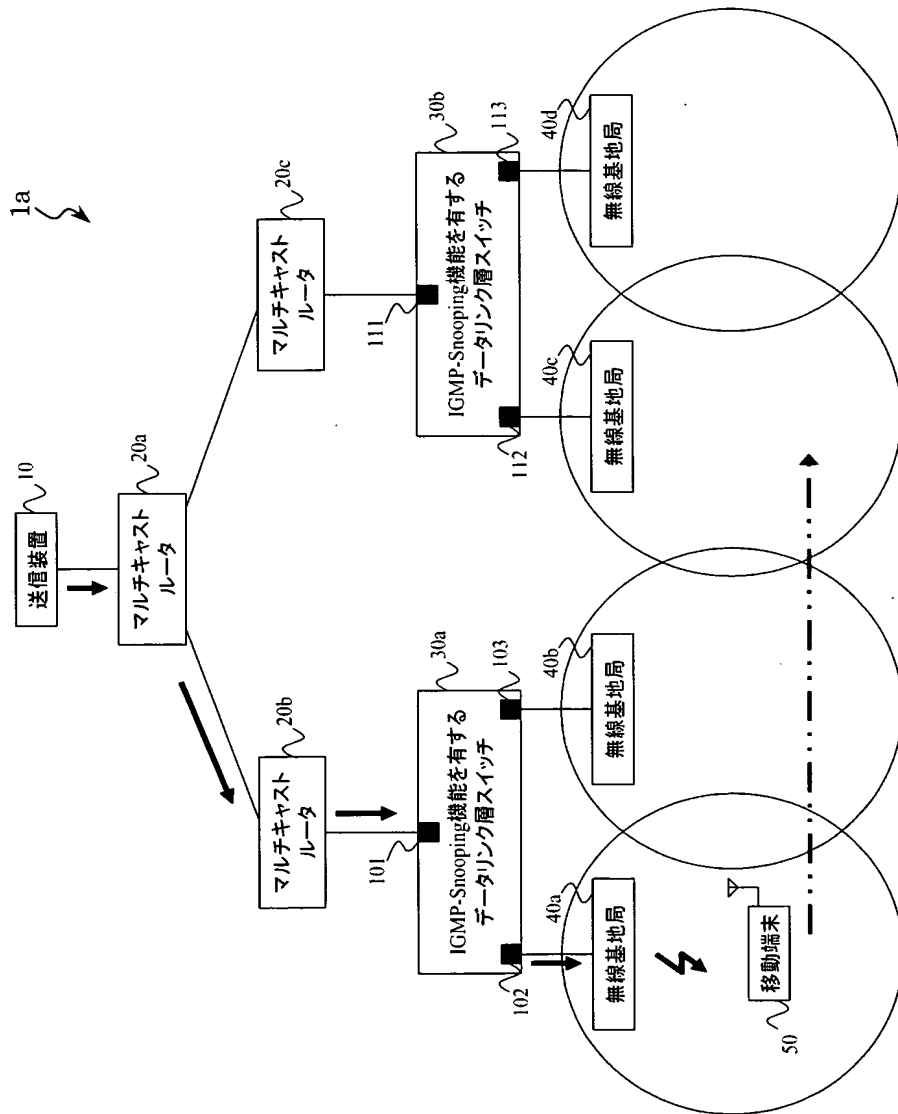 1a
10
送信装置
20a
マルチキャスト
ルータ
20b
マルチキャスト
ルータ
20c
マルチキャスト
ルータ
101
30a
IGMP-Snooping機能を有する
データリンク層スイッチ
102
103
111
30b
IGMP-Snooping機能を有する
データリンク層スイッチ
112
113
40a
無線基地局
40b
無線基地局
40c
無線基地局
40d
無線基地局
移動端末
50